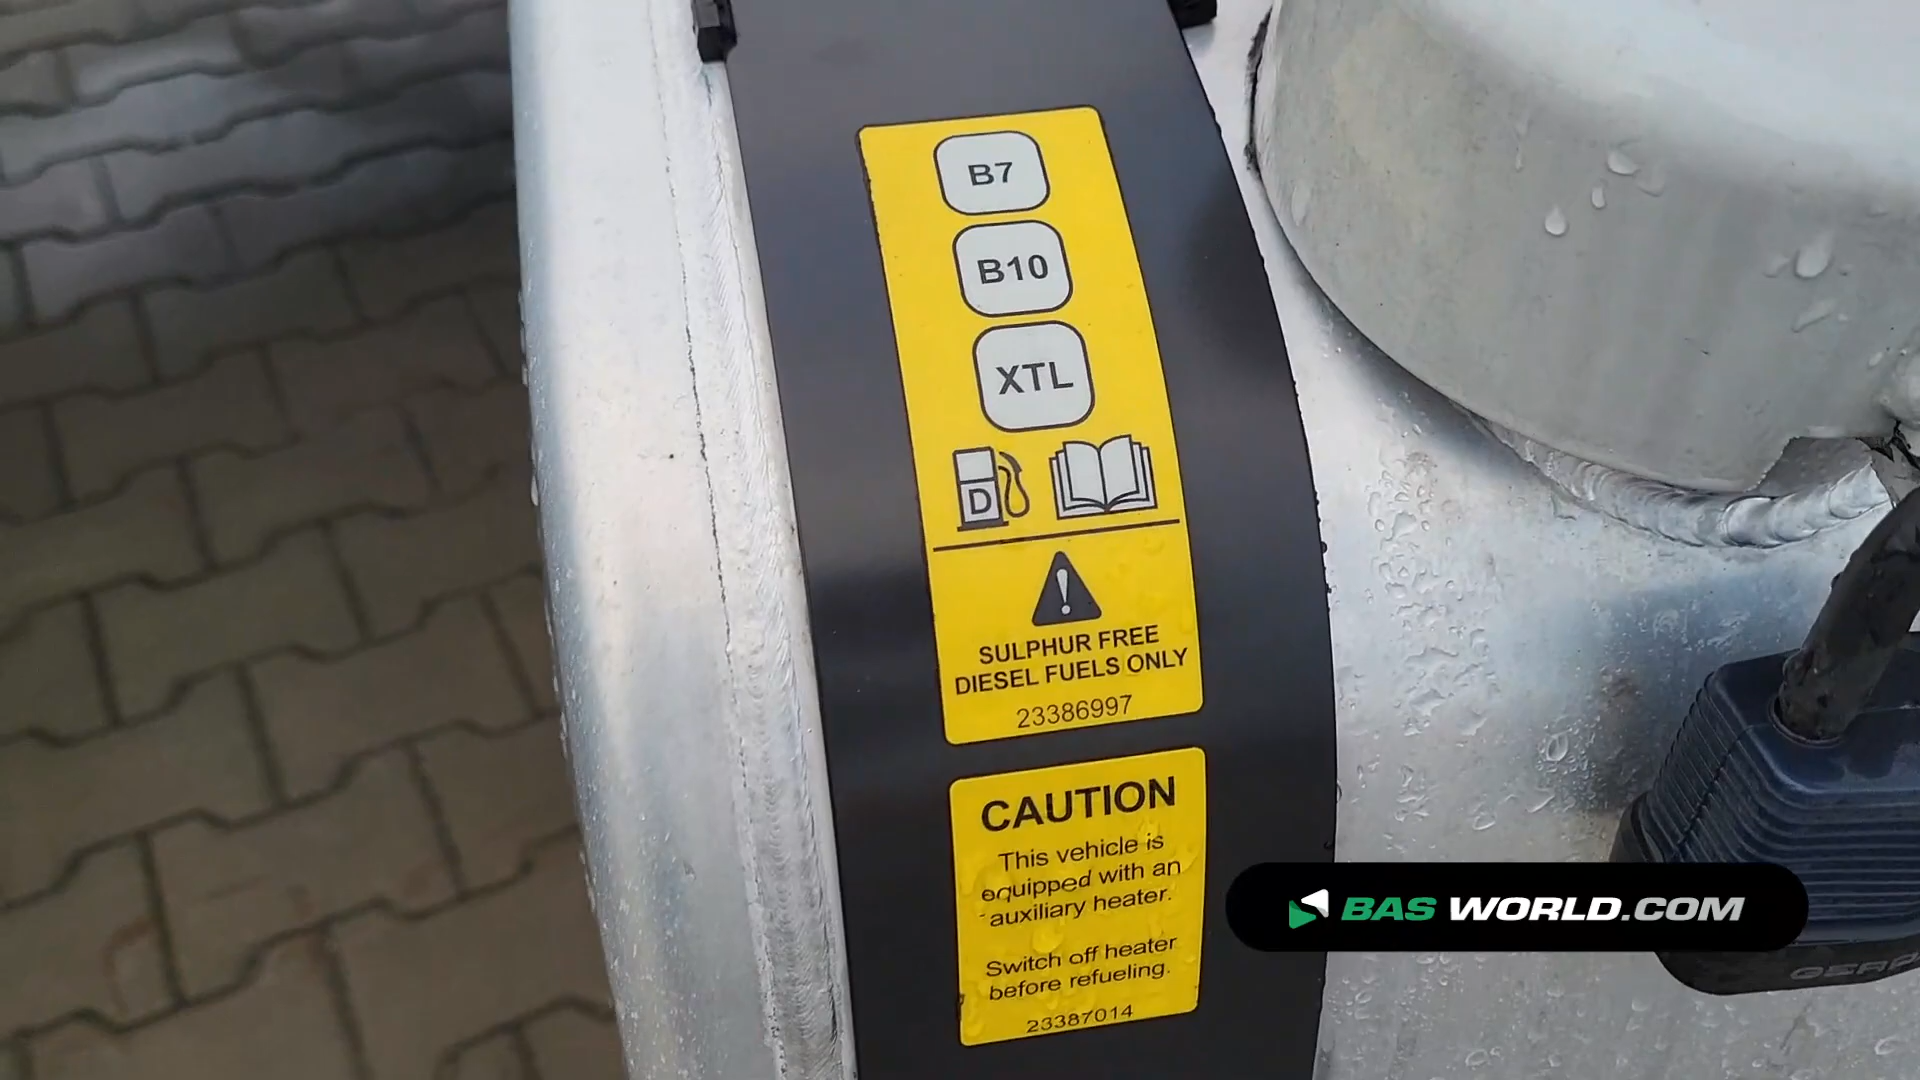 B7
B10
XTL
D
SULPHUR FREE
DIESEL FUELS ONLY
23386997
CAUTION
This vehicle is
equipped with an
auxiliary heater.
Switch off heater
before refueling.
23387014
BAS WORLD.COM